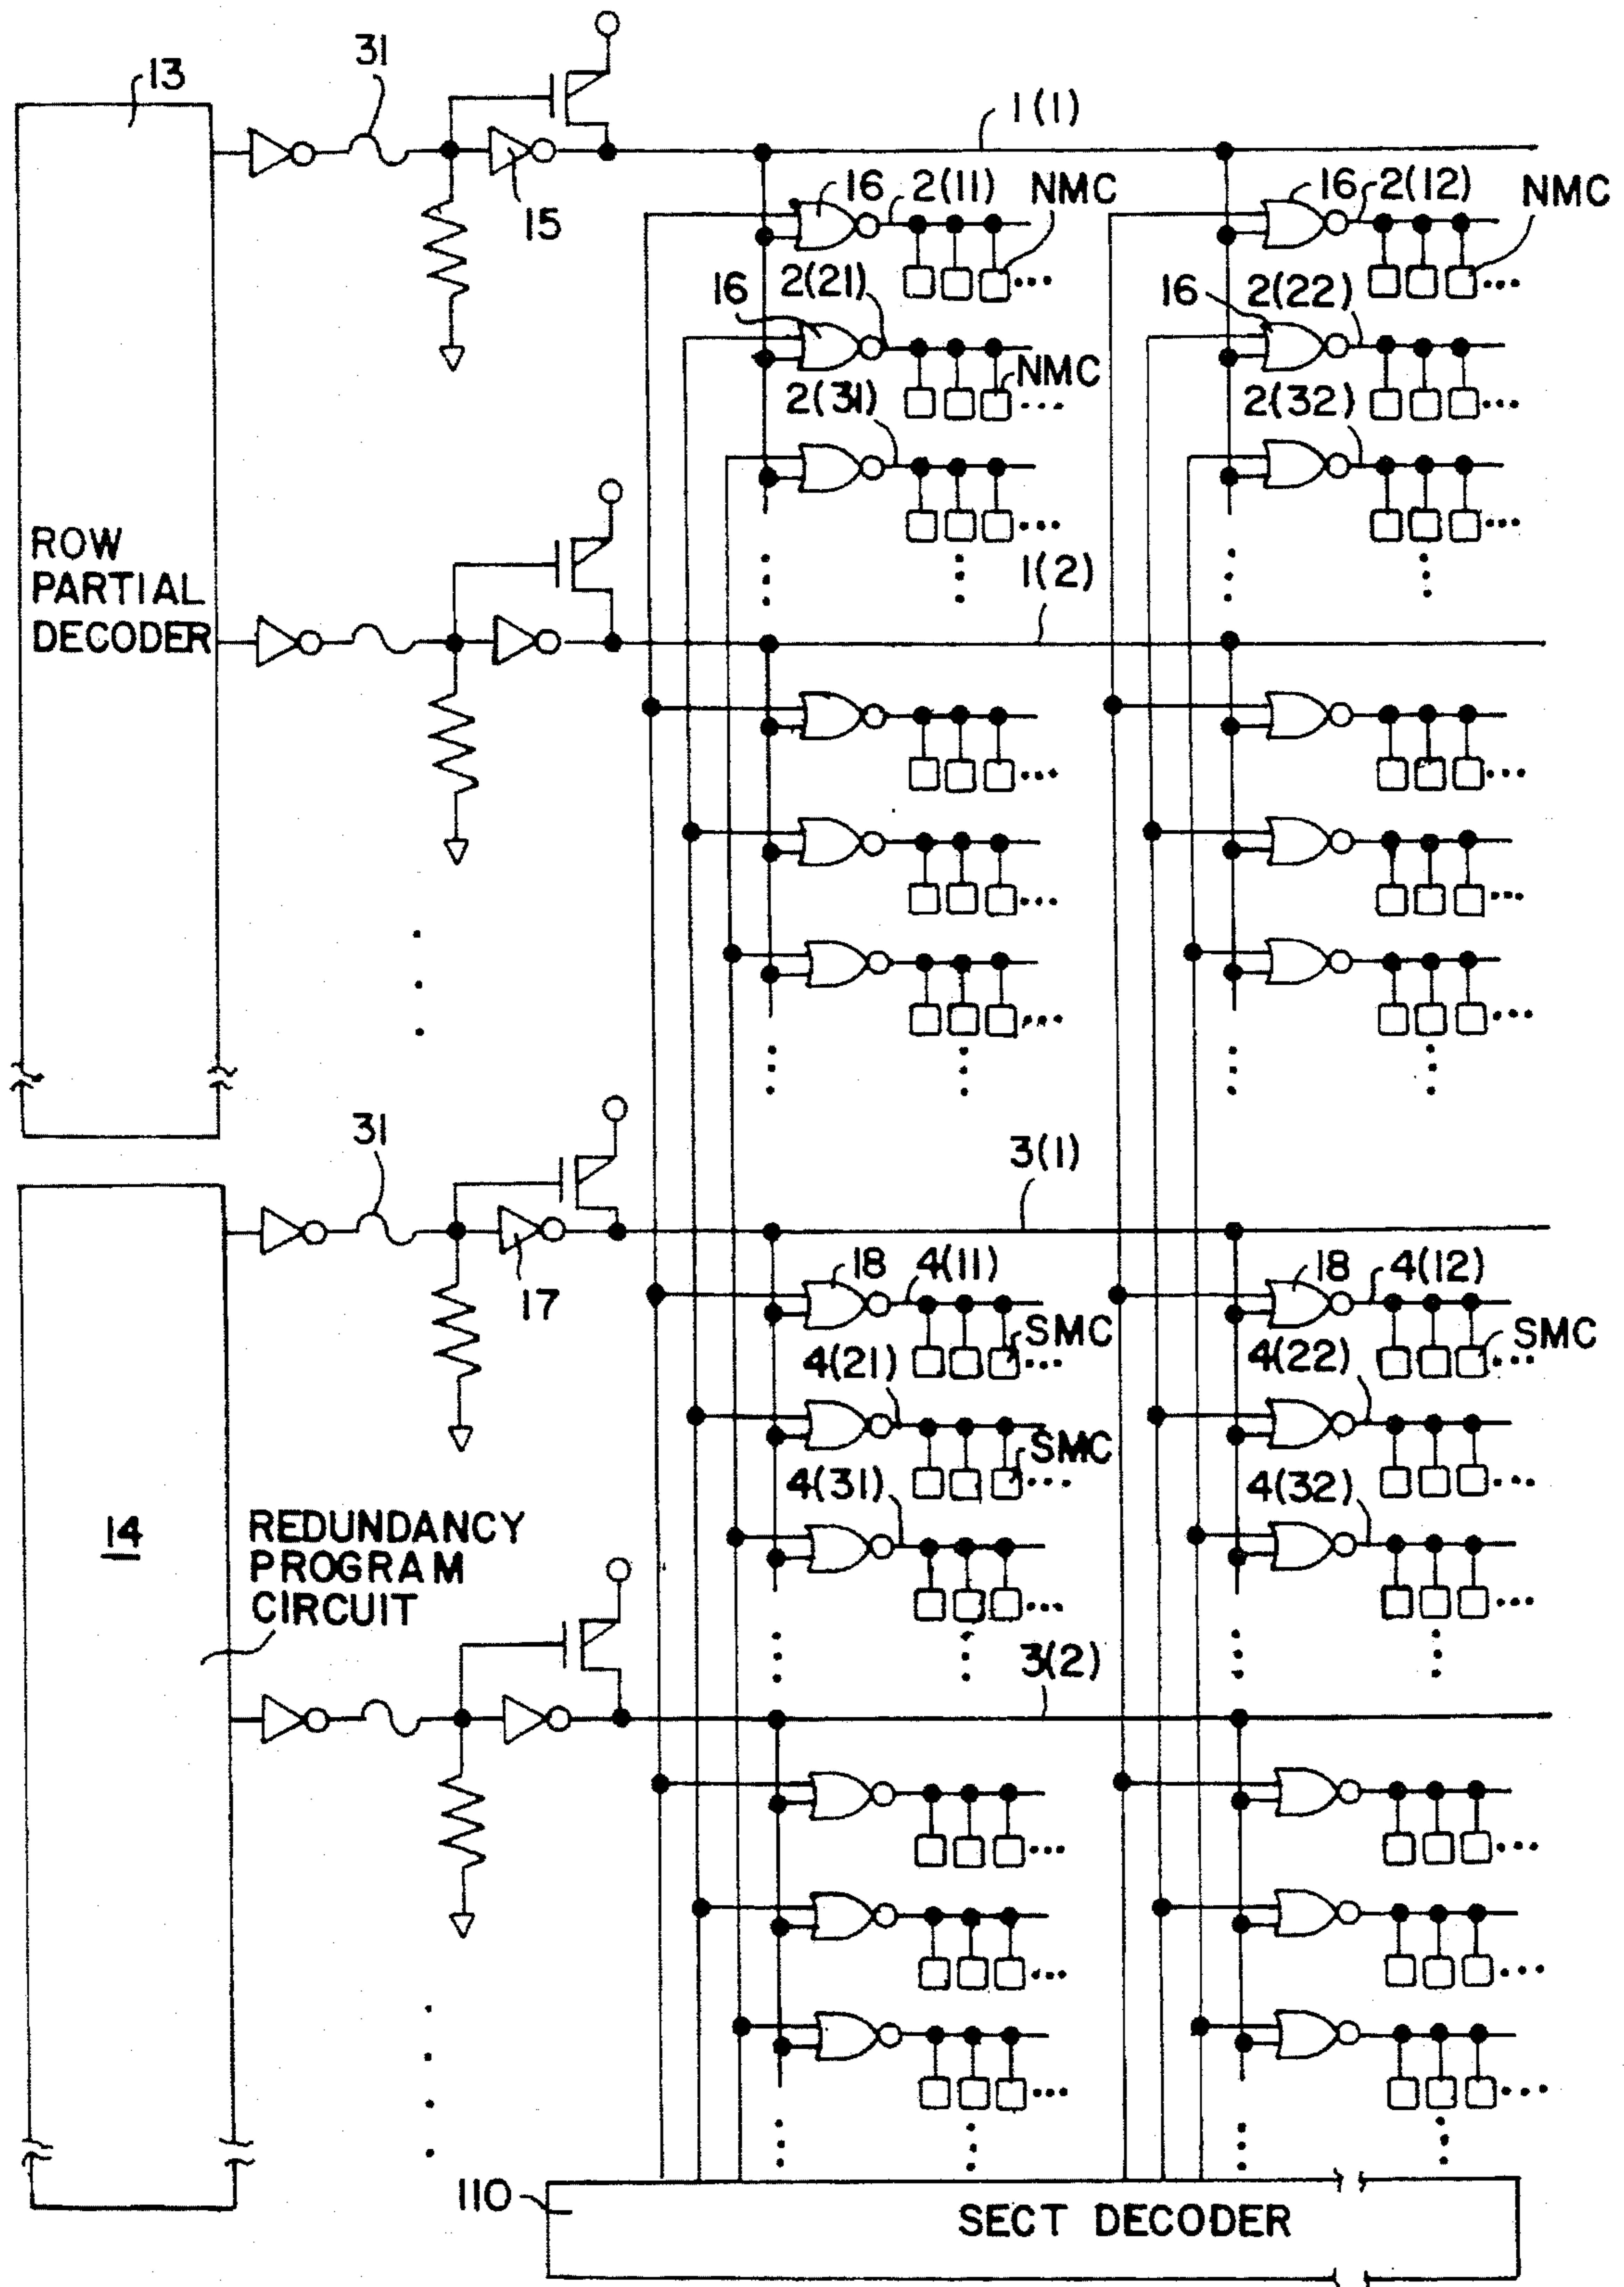 31
13
1(1)
16
2(11)
NMC
16
2(12)
NMC
15
16
2(21)
16
2(22)
NMC
2(31)
2(32)
ROW
PARTIAL
DECODER
1(2)
31
3(1)
17
18
4(11)
18
4(12)
SMC
SMC
4(21)
4(22)
SMC
4(31)
4(32)
14
REDUNDANCY
PROGRAM
CIRCUIT
3(2)
110
SECT DECODER